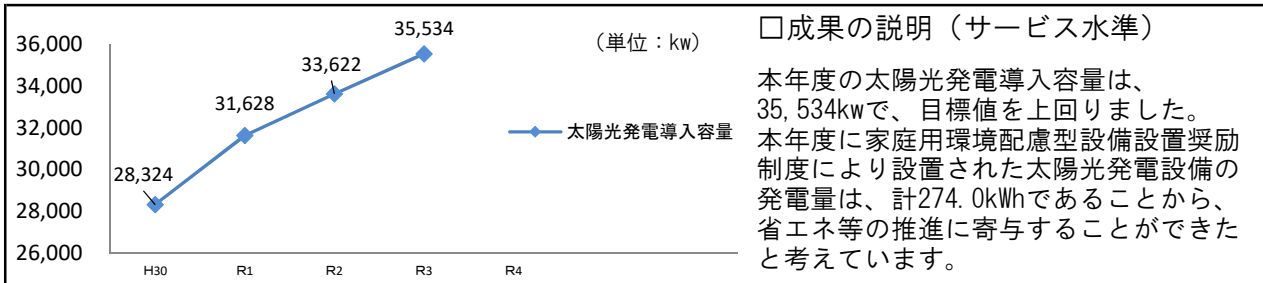 36,000
34,000
32,000
30,000
28,000
26,000
28,324
31,628
33,622
35,534
（単位：kw）
太陽光発電導入容量
H30 R1 R2 R3 R4
□成果の説明（サービス水準）
本年度の太陽光発電導入容量は、
35,534kwで、目標値を上回りました。
本年度に家庭用環境配慮型設備設置奨励
制度により設置された太陽光発電設備の
発電量は、計274.0kWhであることから、
省エネ等の推進に寄与することができた
と考えています。